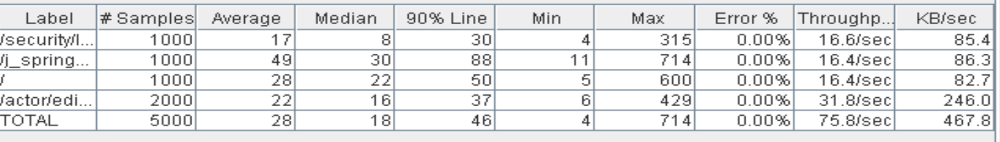 Label # Samples Average Median 90% Line Min Max Error % Throughp... KB/sec
/security/l... 1000 17 8 30 4 315 0.00% 16.6/sec 85.4
/j_spring... 1000 49 30 88 11 714 0.00% 16.4/sec 86.3
/ 1000 28 22 50 5 600 0.00% 16.4/sec 82.7
/actor/edi... 2000 22 16 37 6 429 0.00% 31.8/sec 246.0
TOTAL 5000 28 18 46 4 714 0.00% 75.8/sec 467.8